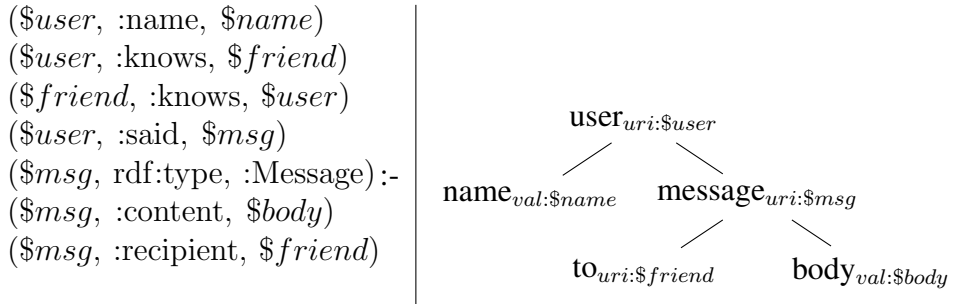 ($user, :name, $name)
($user, :knows, $friend)
($friend, :knows, $user)
($user, :said, $msg)
($msg, rdf:type, :Message):-
($msg, :content, $body)
($msg, :recipient, $friend)
user uri:$user
name val:$name message uri:$msg
to uri:$friend body val:$body